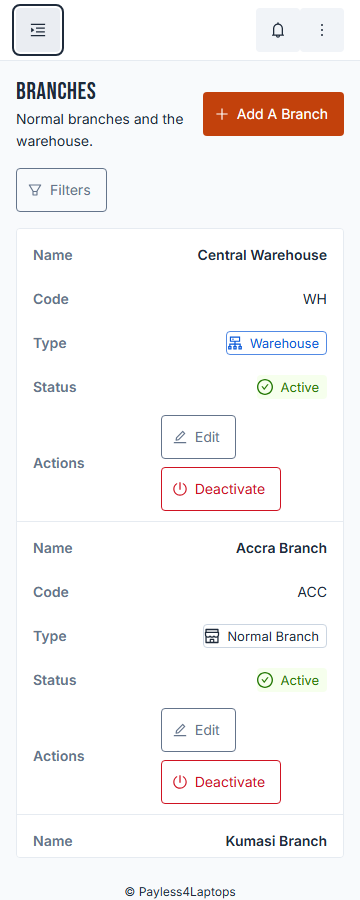 BRANCHES
Normal branches and the
warehouse.
Add A Branch
Filters
Name Central Warehouse
Code WH
Type Warehouse
Status Active
Actions Edit
Deactivate
Name Accra Branch
Code ACC
Type Normal Branch
Status Active
Actions Edit
Deactivate
Name Kumasi Branch
© Payless4Laptops